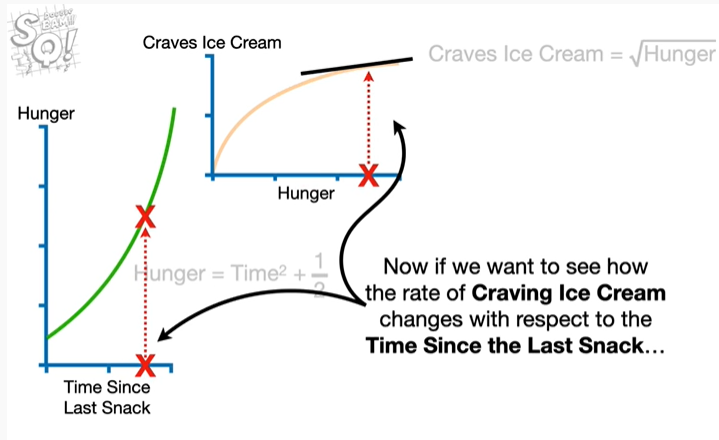 SQ!
BAM!!!
Craves Ice Cream
Craves Ice Cream = √Hunger
Hunger
Hunger
Hunger = Time² + 1/2
Now if we want to see how
the rate of Craving Ice Cream
changes with respect to the
Time Since the Last Snack...
Time Since
Last Snack